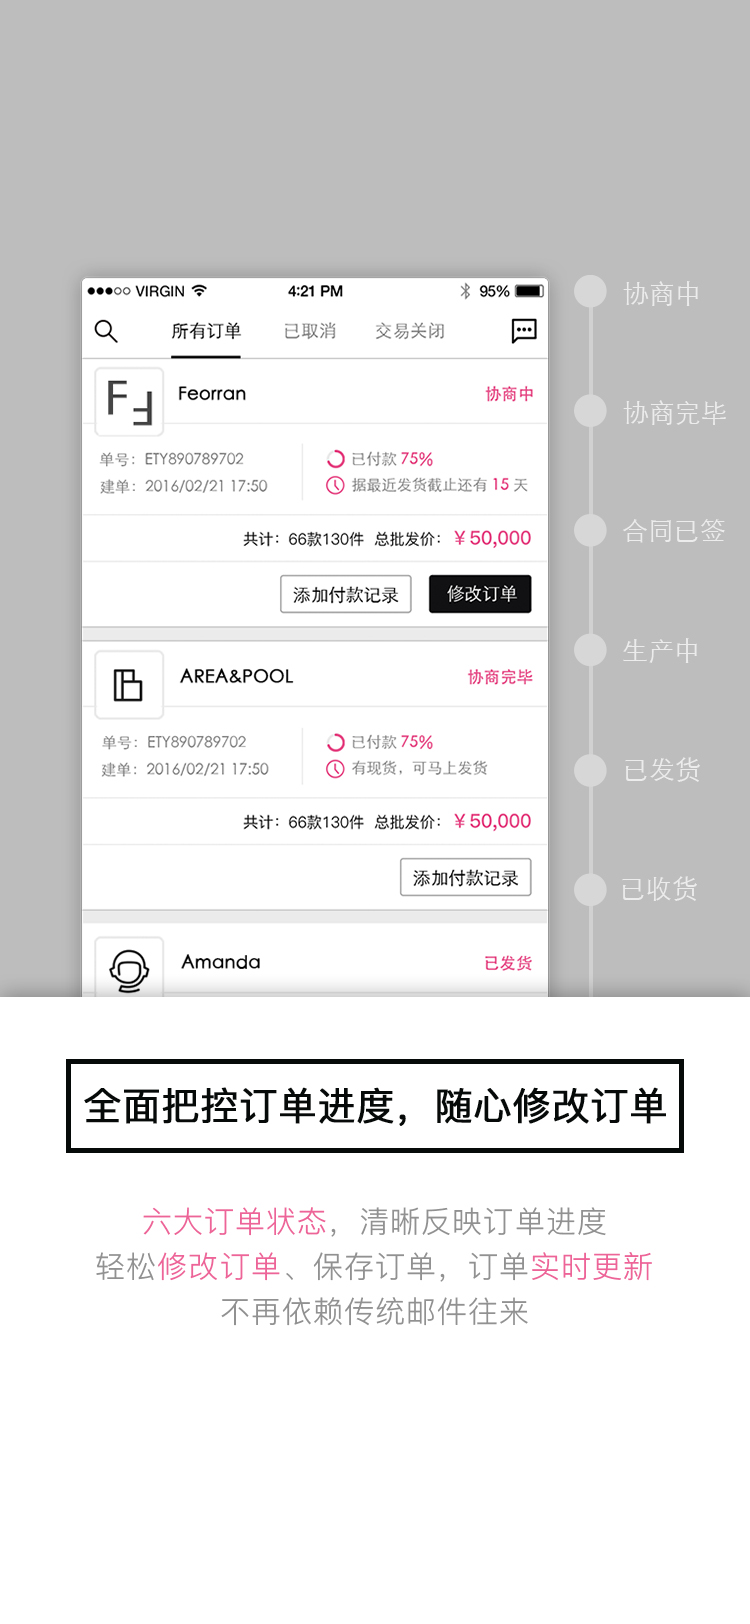 VIRGIN 4:21 PM 95%
所有订单 已取消 交易关闭
Feorran 协商中
单号：ETY890789702 已付款 75%
建单：2016/02/21 17:50 据最近发货截止还有 15 天
共计：66款130件 总批发价：￥50,000
添加付款记录 修改订单
AREA&POOL 协商完毕
单号：ETY890789702 已付款 75%
建单：2016/02/21 17:50 有现货，可马上发货
共计：66款130件 总批发价：￥50,000
添加付款记录
Amanda 已发货
协商中
协商完毕
合同已签
生产中
已发货
已收货
全面把控订单进度，随心修改订单
六大订单状态，清晰反映订单进度
轻松修改订单、保存订单，订单实时更新
不再依赖传统邮件往来